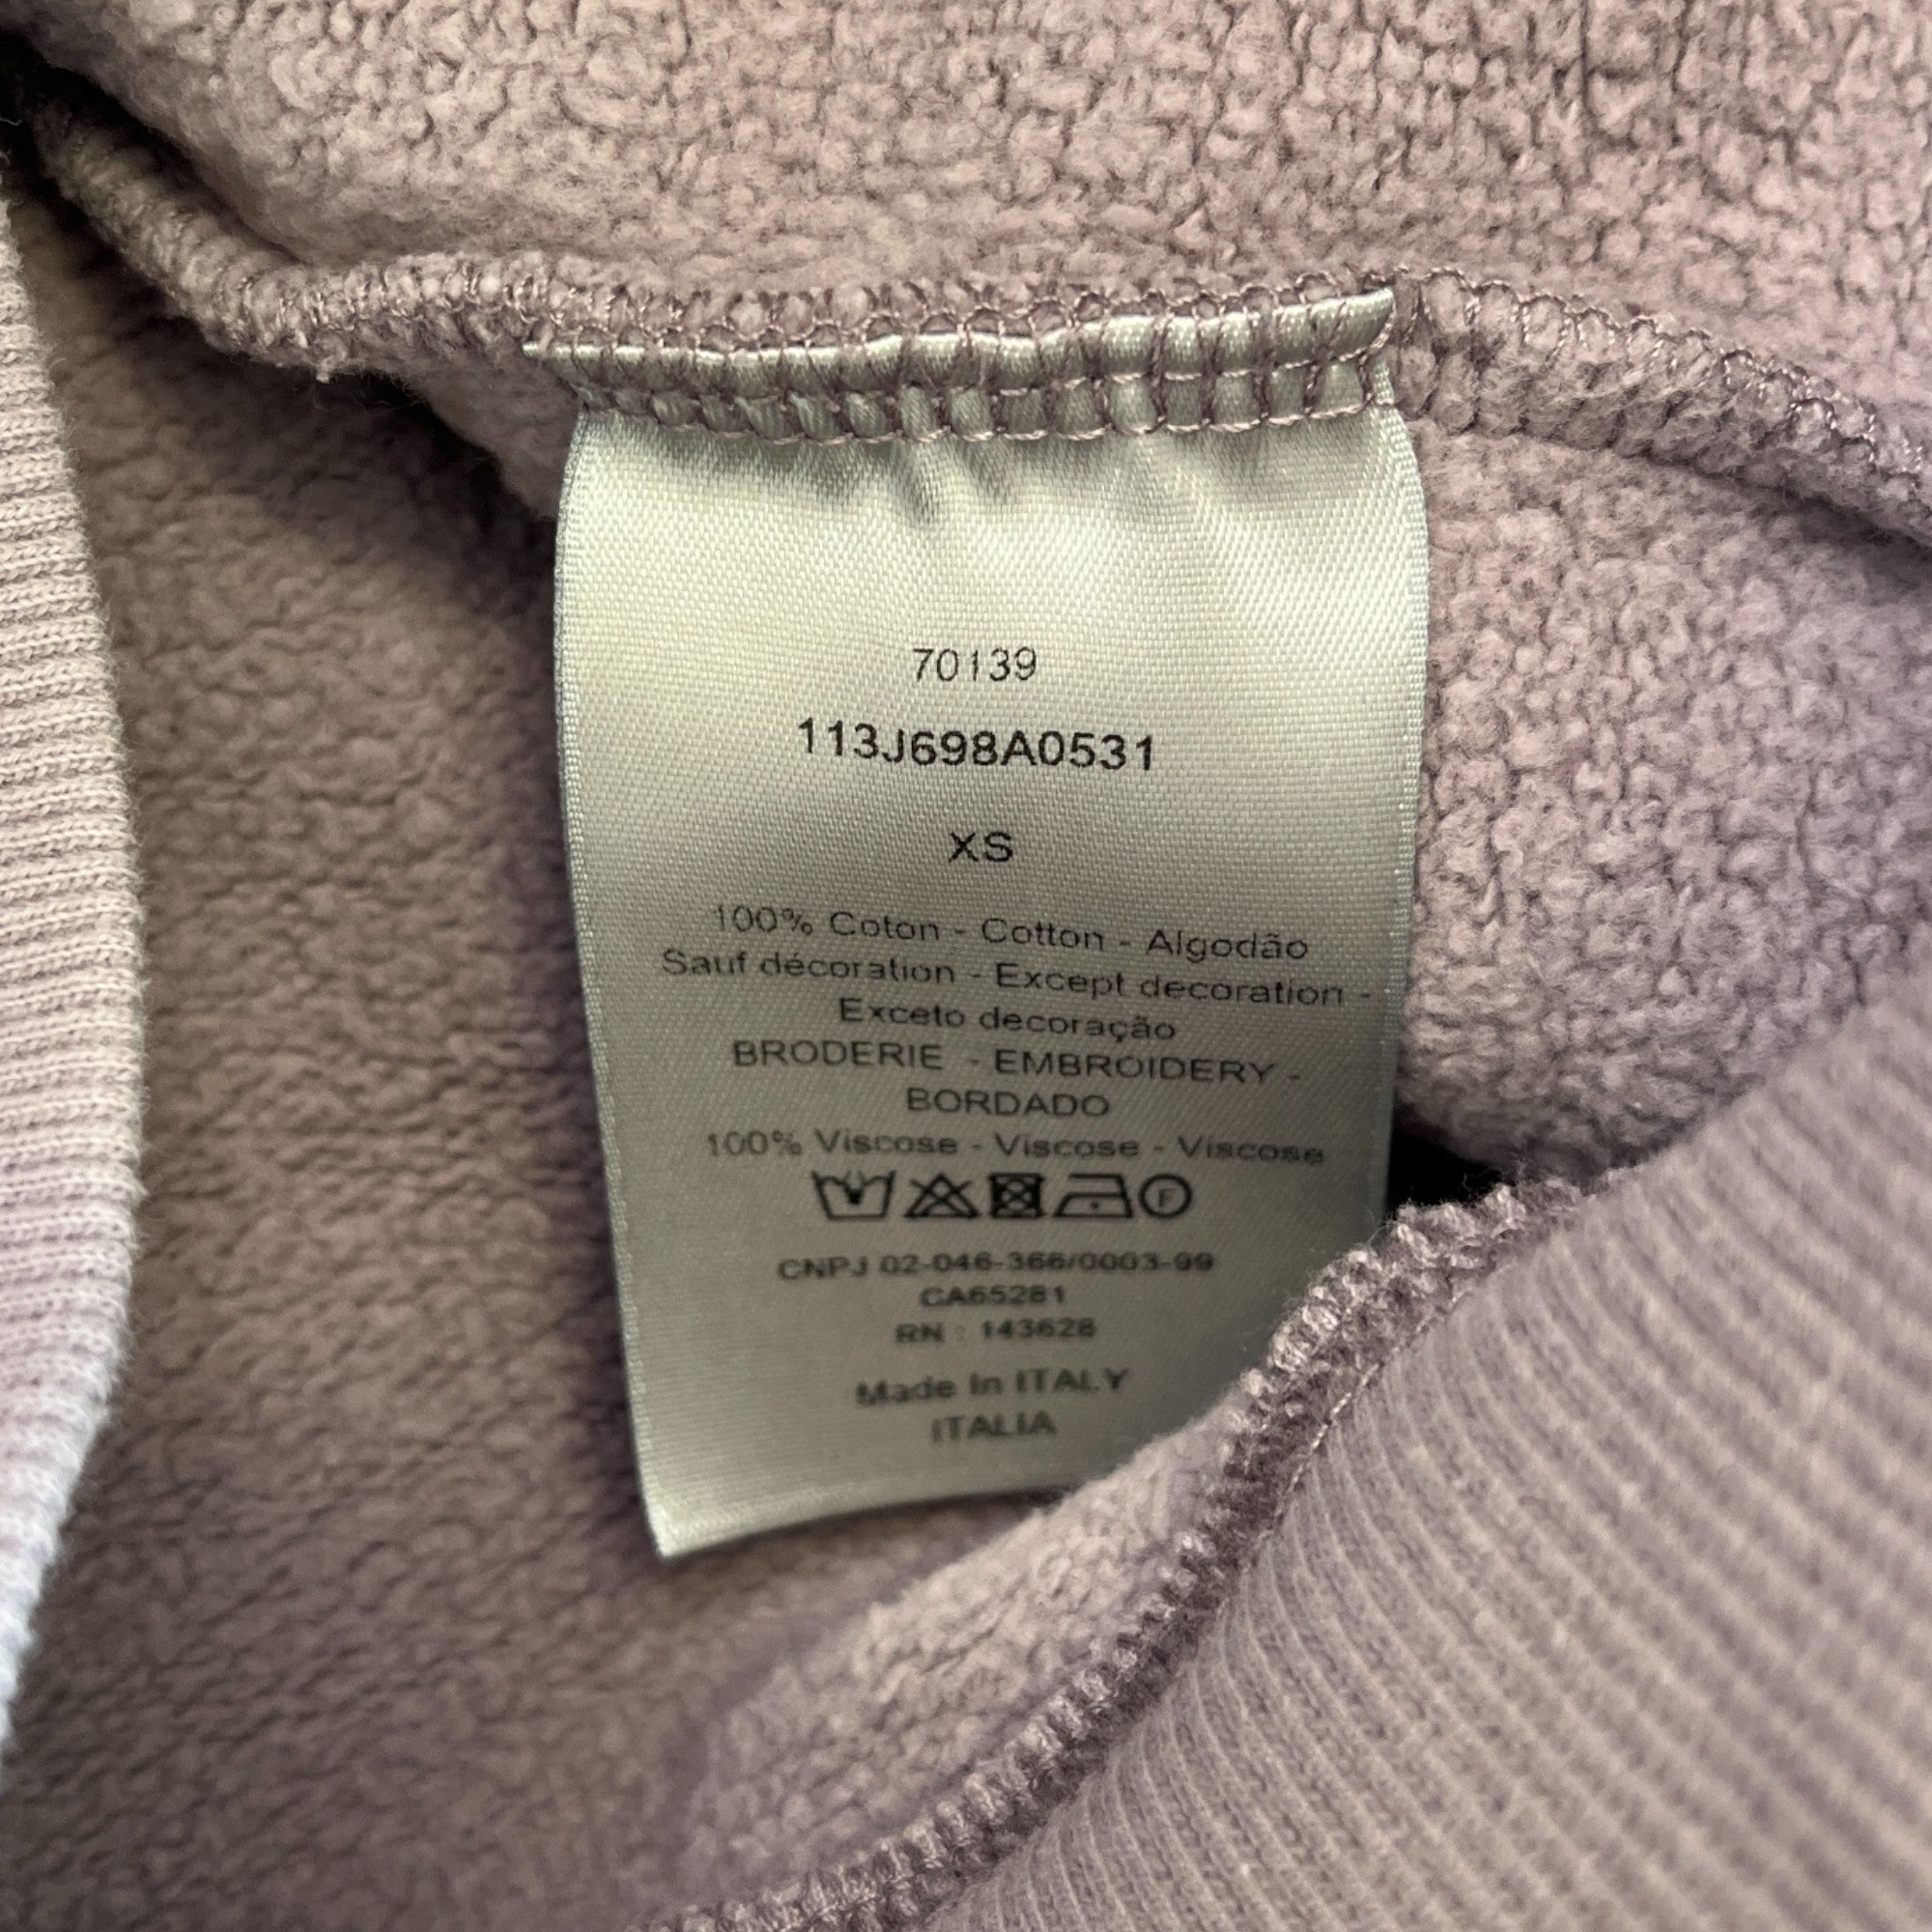 70139
113J698A0531
XS
100% Coton - Cotton - Algodão
Sauf décoration - Except decoration -
Exceto decoração
BRODERIE - EMBROIDERY -
BORDADO
100% Viscose - Viscose - Viscose
F
CNPJ 02-046-366/0003-99
CA65281
RN : 143628
Made in ITALY
ITALIA